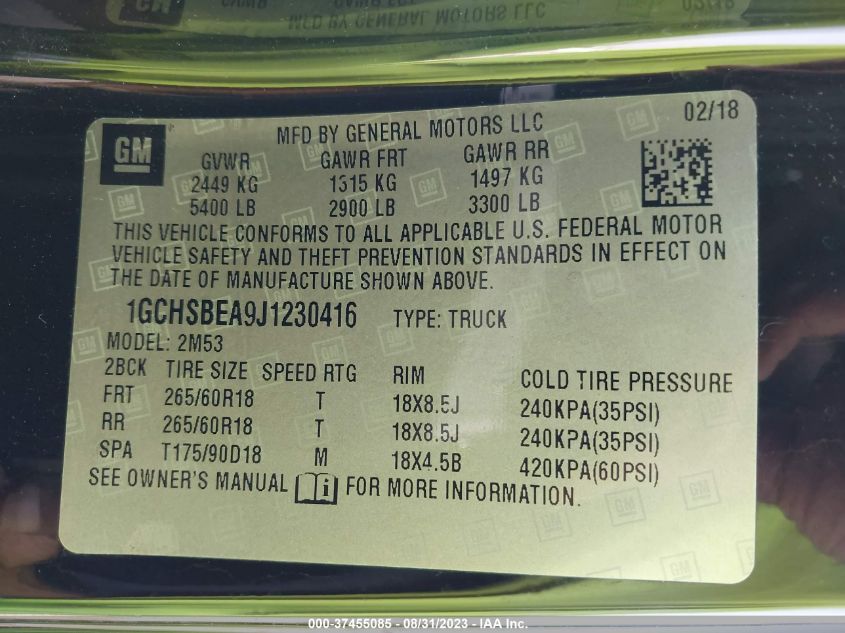 GM
MFD BY GENERAL MOTORS LLC
02/18
GVWR GAWR FRT GAWR RR
2449 KG 1315 KG 1497 KG
5400 LB 2900 LB 3300 LB
THIS VEHICLE CONFORMS TO ALL APPLICABLE U.S. FEDERAL MOTOR
VEHICLE SAFETY AND THEFT PREVENTION STANDARDS IN EFFECT ON
THE DATE OF MANUFACTURE SHOWN ABOVE.
1GCHSBEA9J1230416 TYPE: TRUCK
MODEL: 2M53
2BCK TIRE SIZE SPEED RTG RIM COLD TIRE PRESSURE
FRT 265/60R18 T 18X8.5J 240KPA(35PSI)
RR 265/60R18 T 18X8.5J 240KPA(35PSI)
SPA T175/90D18 M 18X4.5B 420KPA(60PSI)
SEE OWNER'S MANUAL i FOR MORE INFORMATION.
000-37455085 - 08/31/2023 - IAA Inc.